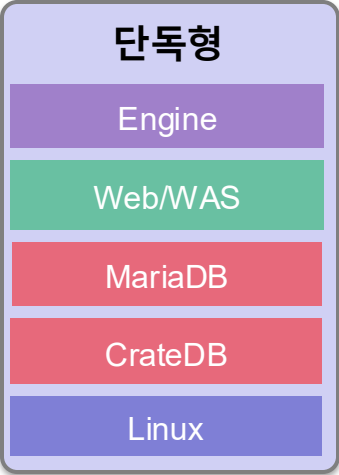 단독형
Engine
Web/WAS
MariaDB
CrateDB
Linux